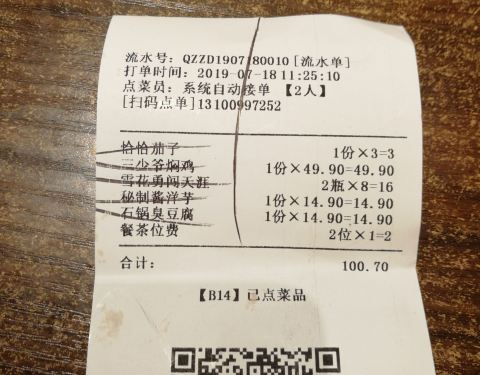 流水号: QZZD1907180010 [流水单]
打单时间: 2019-07-18 11:25:10
点菜员: 系统自动接单 【2人】
[扫码点单]13100997252
恰恰茄子 1份×3=3
三少爷焖鸡 1份×49.90=49.90
雪花勇闯天涯 2瓶×8=16
秘制酱洋芋 1份×14.90=14.90
石锅臭豆腐 1份×14.90=14.90
餐茶位费 2位×1=2
合计: 100.70
【B14】已点菜品